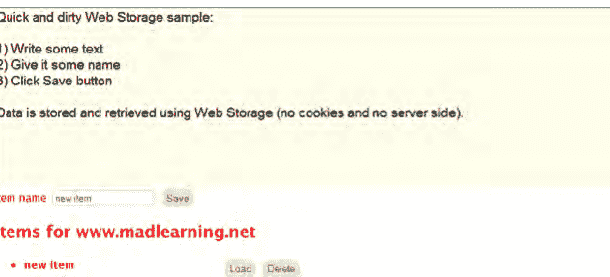 Quick and dirty Web Storage sample:
1) Write some text
2) Give it some name
3) Click Save button
Data is stored and retrieved using Web Storage (no cookies and no server side).
item name new item Save
Items for www.madlearning.net
• new item Load Delete